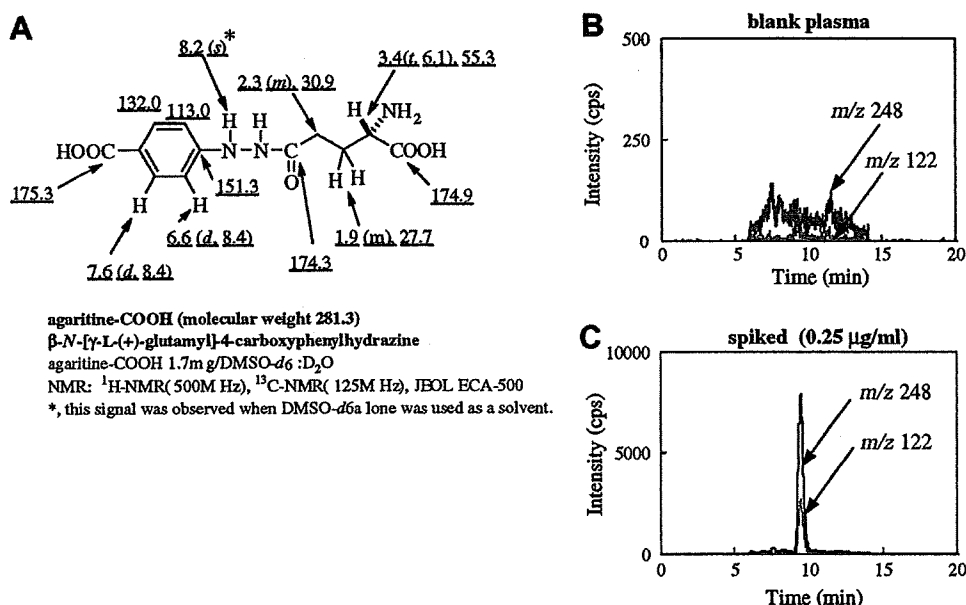 A
8.2 (s)*
3.4(t, 6.1), 55.3
2.3 (m), 30.9
132.0
113.0
H
H
H
NH2
HOOC
N
N
C
COOH
O
H
H
175.3
151.3
174.9
H
H
6.6 (d, 8.4)
174.3
1.9 (m), 27.7
7.6 (d, 8.4)
agaritine-COOH (molecular weight 281.3)
β-N-[γ-L-(+)-glutamyl]-4-carboxyphenylhydrazine
agaritine-COOH 1.7mg/DMSO-d6 :D2O
NMR: 1H-NMR( 500M Hz), 13C-NMR( 125M Hz), JEOL ECA-500
*, this signal was observed when DMSO-d6a lone was used as a solvent.
B
blank plasma
500
250
0
Intensity (cps)
m/z 248
m/z 122
0
5
10
15
20
Time (min)
C
spiked (0.25 μg/ml)
10000
5000
0
Intensity (cps)
m/z 248
m/z 122
0
5
10
15
20
Time (min)